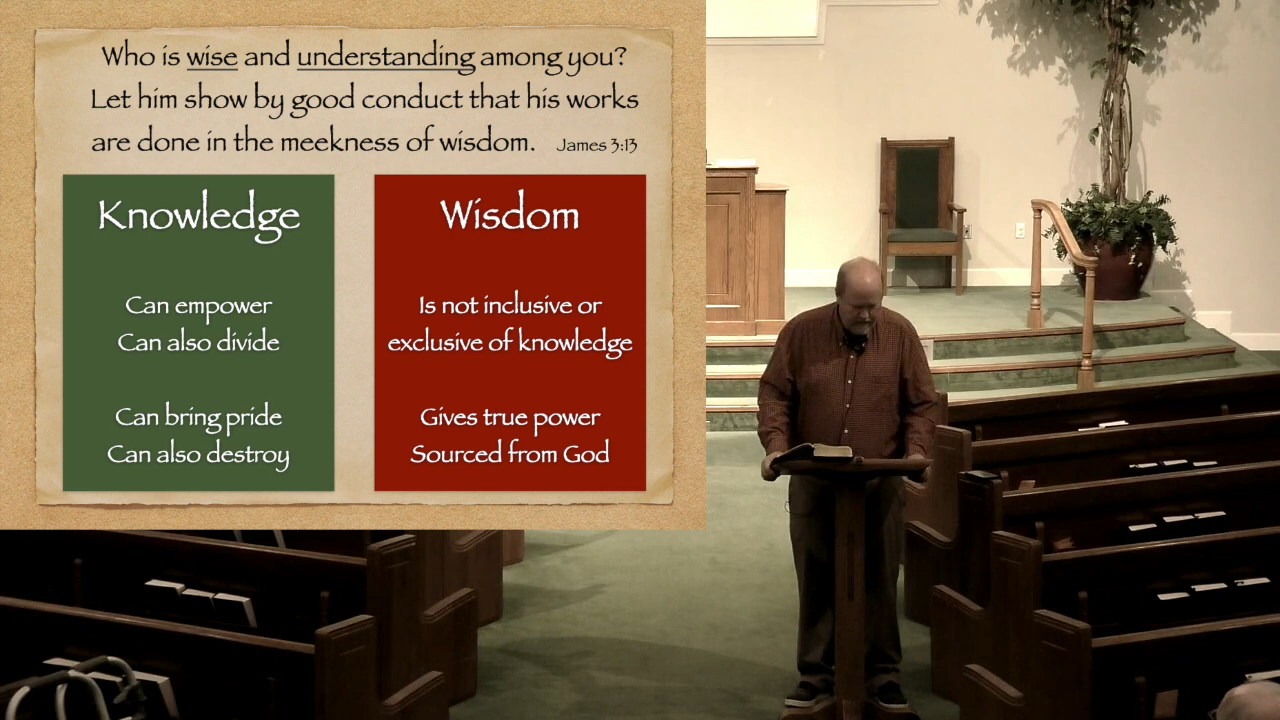 Who is wise and understanding among you?
Let him show by good conduct that his works
are done in the meekness of wisdom. James 3:13
Knowledge
Can empower
Can also divide
Can bring pride
Can also destroy
Wisdom
Is not inclusive or
exclusive of knowledge
Gives true power
Sourced from God